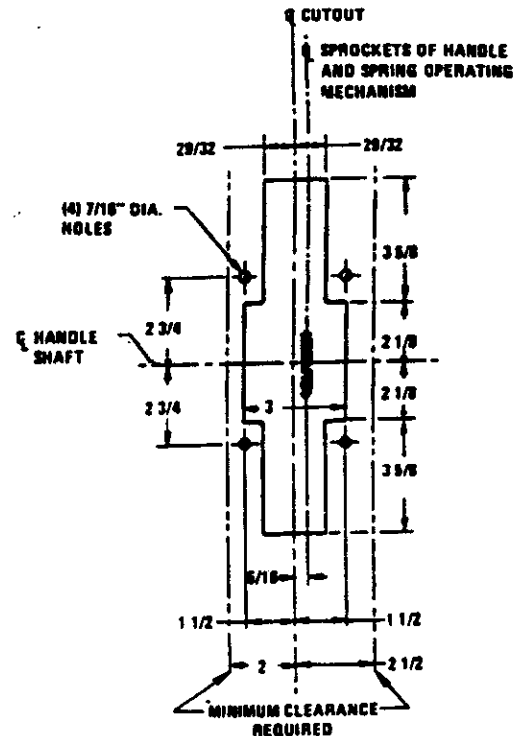 ℄ CUTOUT
℄ SPROCKETS OF HANDLE
AND SPRING OPERATING
MECHANISM
29/32
29/32
(4) 7/16" DIA.
HOLES
3 5/8
2 3/4
℄ HANDLE
SHAFT
2 1/8
2 1/8
2 3/4
3
3 5/8
5/16
1 1/2
1 1/2
2
2 1/2
MINIMUM CLEARANCE
REQUIRED